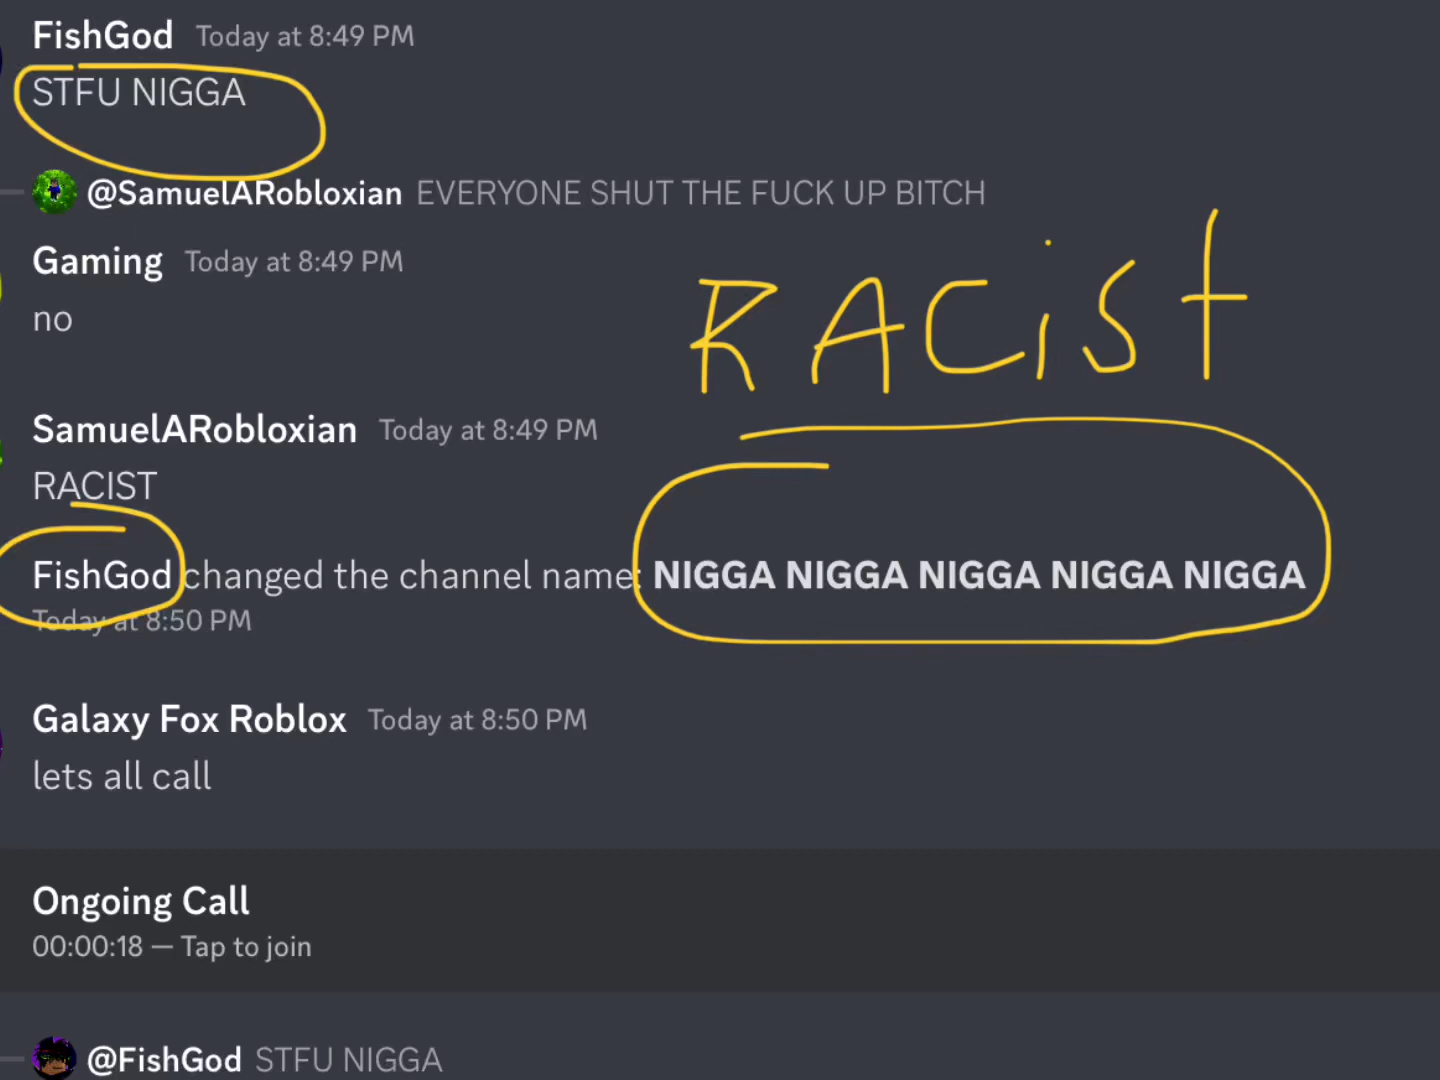 FishGod Today at 8:49 PM
STFU NIGGA
@SamuelARobloxian EVERYONE SHUT THE FUCK UP BITCH
Gaming Today at 8:49 PM
no
RACiST
SamuelARobloxian Today at 8:49 PM
RACIST
FishGod changed the channel name: NIGGA NIGGA NIGGA NIGGA NIGGA
Today at 8:50 PM
Galaxy Fox Roblox Today at 8:50 PM
lets all call
Ongoing Call
00:00:18 — Tap to join
@FishGod STFU NIGGA